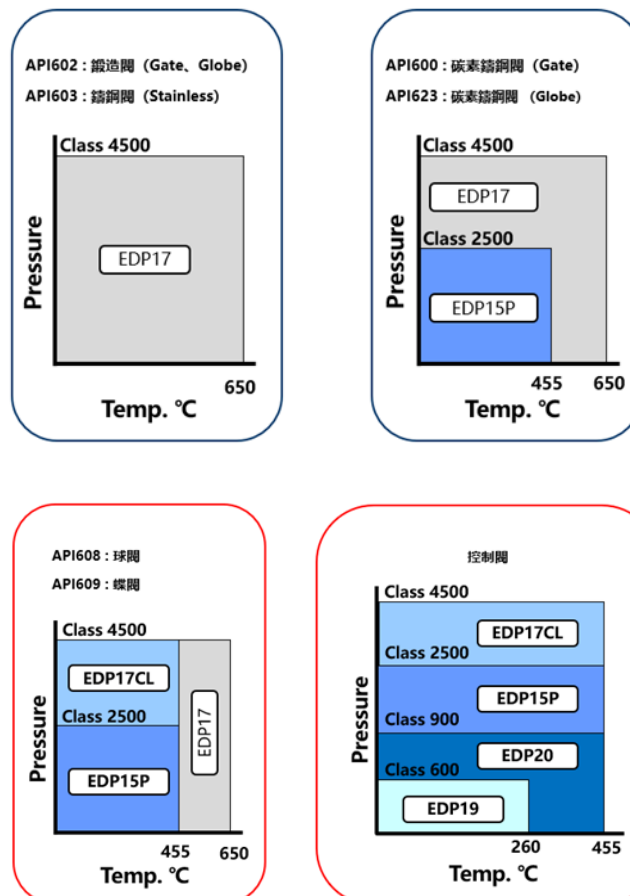 API602：鍛造閥（Gate、Globe）
API603：鑄鋼閥（Stainless）
Class 4500
EDP17
Pressure
650
Temp. ℃
API600：碳素鑄鋼閥（Gate）
API623：碳素鑄鋼閥 （Globe）
Class 4500
EDP17
Class 2500
EDP15P
Pressure
455
650
Temp. ℃
API608：球閥
API609：蝶閥
Class 4500
EDP17CL
Class 2500
EDP15P
EDP17
Pressure
455
650
Temp. ℃
控制閥
Class 4500
EDP17CL
Class 2500
EDP15P
Class 900
EDP20
Class 600
EDP19
Pressure
260
455
Temp. ℃